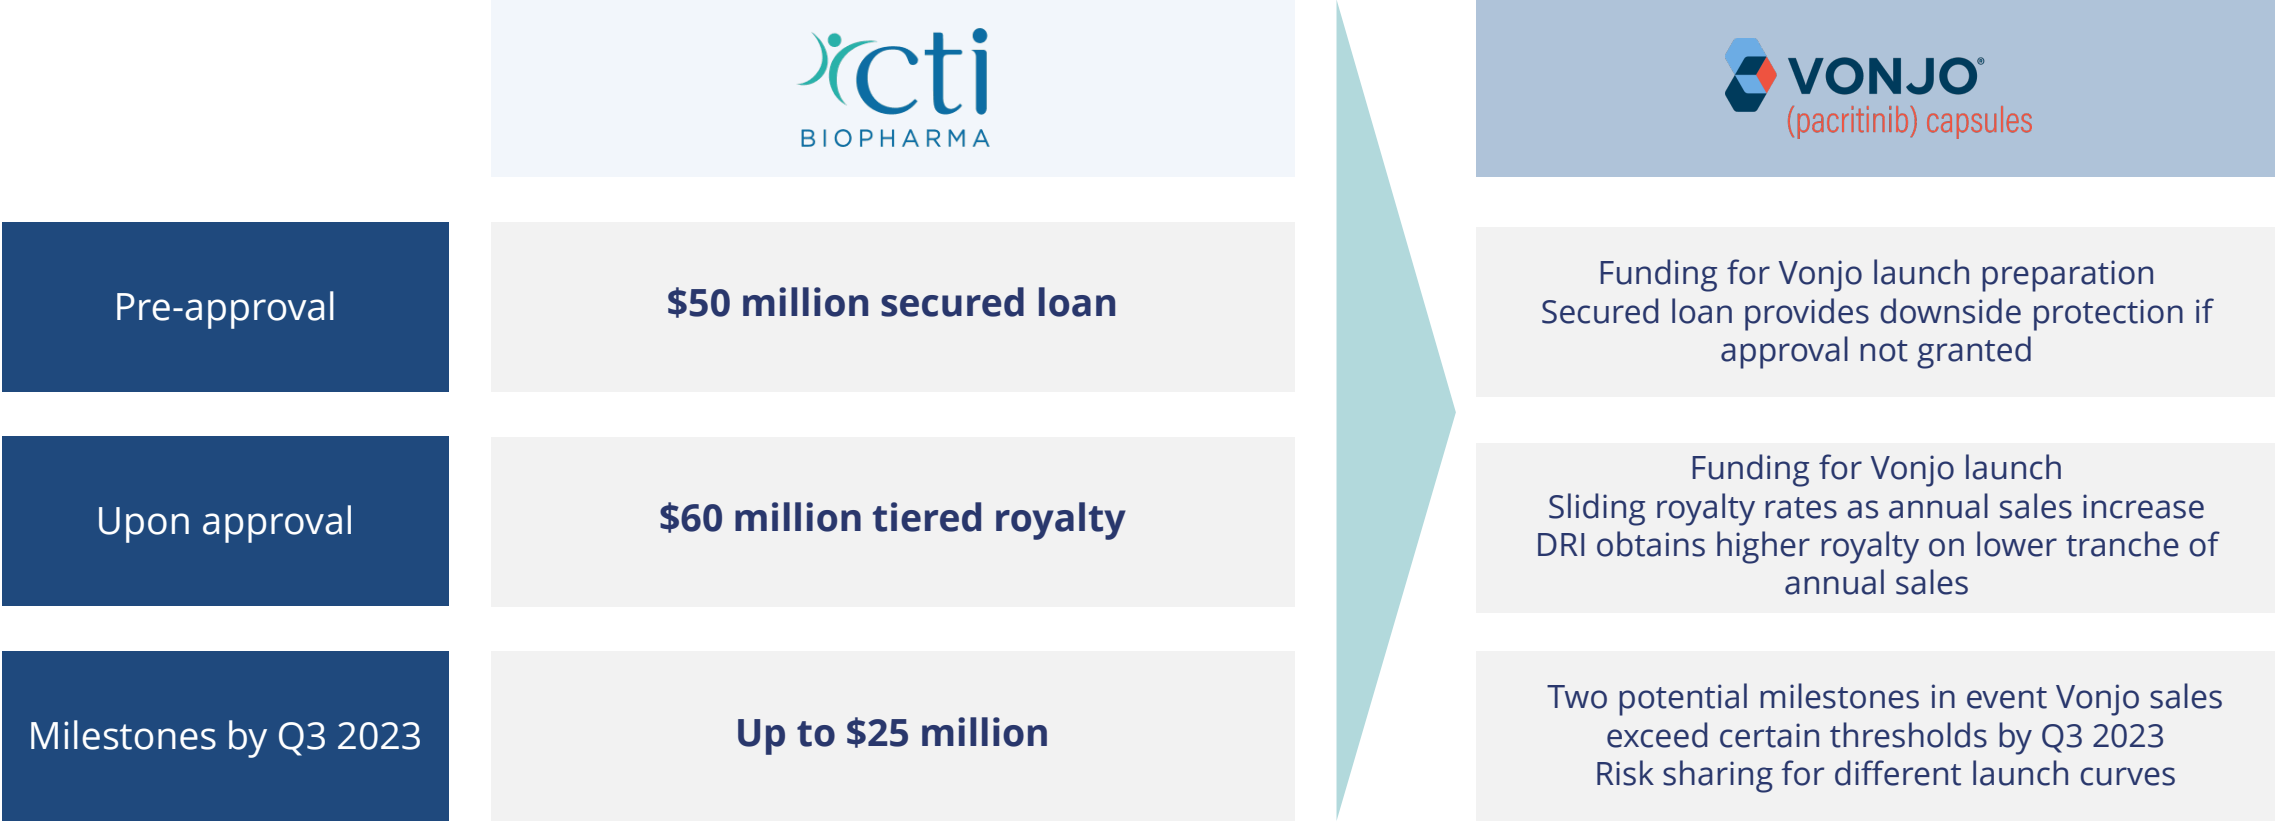 cti
BIOPHARMA
VONJO®
(pacritinib) capsules
Pre-approval
$50 million secured loan
Funding for Vonjo launch preparation
Secured loan provides downside protection if
approval not granted
Upon approval
$60 million tiered royalty
Funding for Vonjo launch
Sliding royalty rates as annual sales increase
DRI obtains higher royalty on lower tranche of
annual sales
Milestones by Q3 2023
Up to $25 million
Two potential milestones in event Vonjo sales
exceed certain thresholds by Q3 2023
Risk sharing for different launch curves